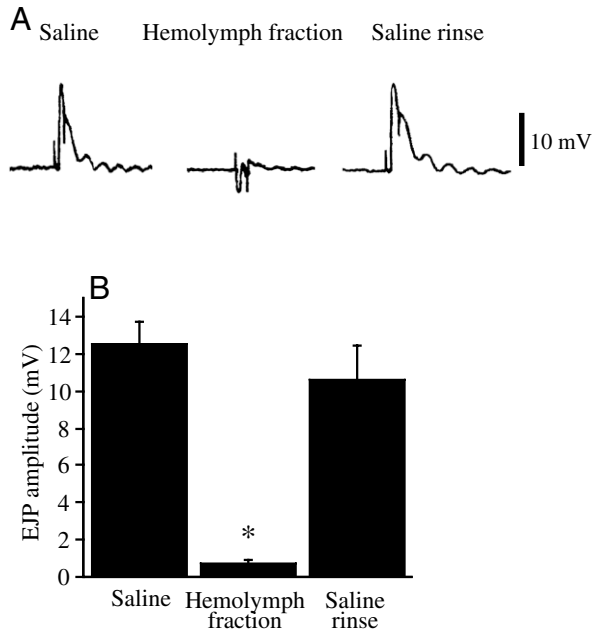 A
Saline Hemolymph fraction Saline rinse
10 mV
B
14
12
10
8
6
4
2
0
EJP amplitude (mV)
*
Saline Hemolymph Saline
fraction rinse